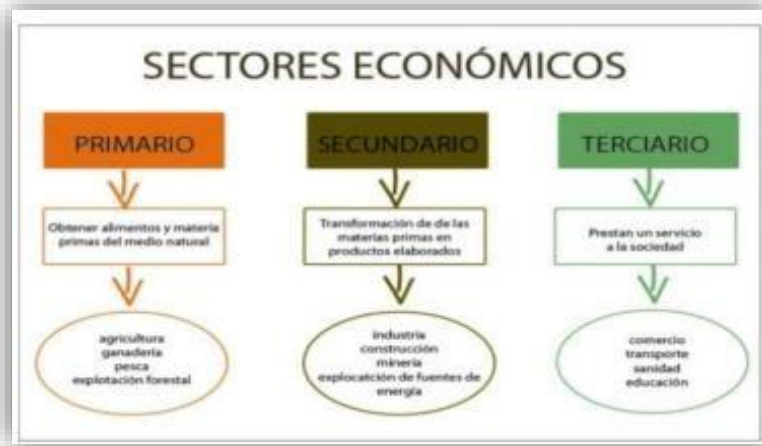 SECTORES ECONÓMICOS
PRIMARIO
Obtener alimentos y materia
primas del medio natural
agricultura
ganadería
pesca
explotación forestal
SECUNDARIO
Transformación de de las
materias primas en
productos elaborados
industria
construcción
minería
explocatción de fuentes de
energía
TERCIARIO
Prestan un servicio
a la sociedad
comercio
transporte
sanidad
educación